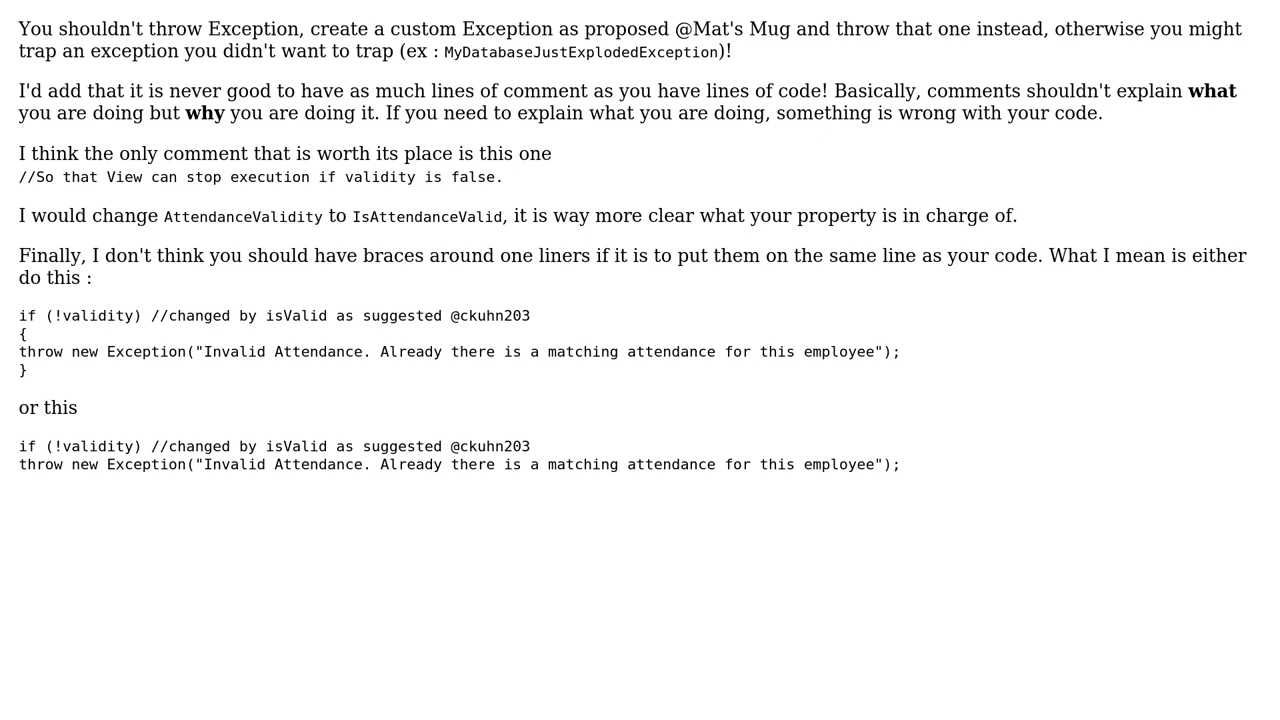 You shouldn't throw Exception, create a custom Exception as proposed @Mat's Mug and throw that one instead, otherwise you might
trap an exception you didn't want to trap (ex : MyDatabaseJustExplodedException)!
I'd add that it is never good to have as much lines of comment as you have lines of code! Basically, comments shouldn't explain what
you are doing but why you are doing it. If you need to explain what you are doing, something is wrong with your code.
I think the only comment that is worth its place is this one
//So that View can stop execution if validity is false.
I would change AttendanceValidity to IsAttendanceValid, it is way more clear what your property is in charge of.
Finally, I don't think you should have braces around one liners if it is to put them on the same line as your code. What I mean is either
do this :
if (!validity) //changed by isValid as suggested @ckuhn203
{
throw new Exception("Invalid Attendance. Already there is a matching attendance for this employee");
}
or this
if (!validity) //changed by isValid as suggested @ckuhn203
throw new Exception("Invalid Attendance. Already there is a matching attendance for this employee");